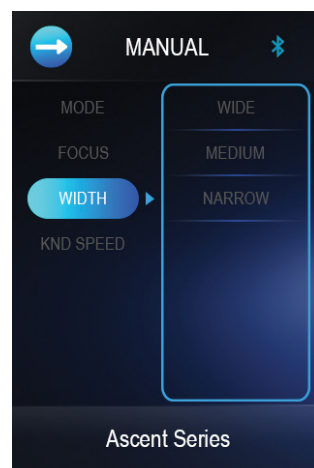 MANUAL
MODE
FOCUS
WIDTH
KND SPEED
WIDE
MEDIUM
NARROW
Ascent Series